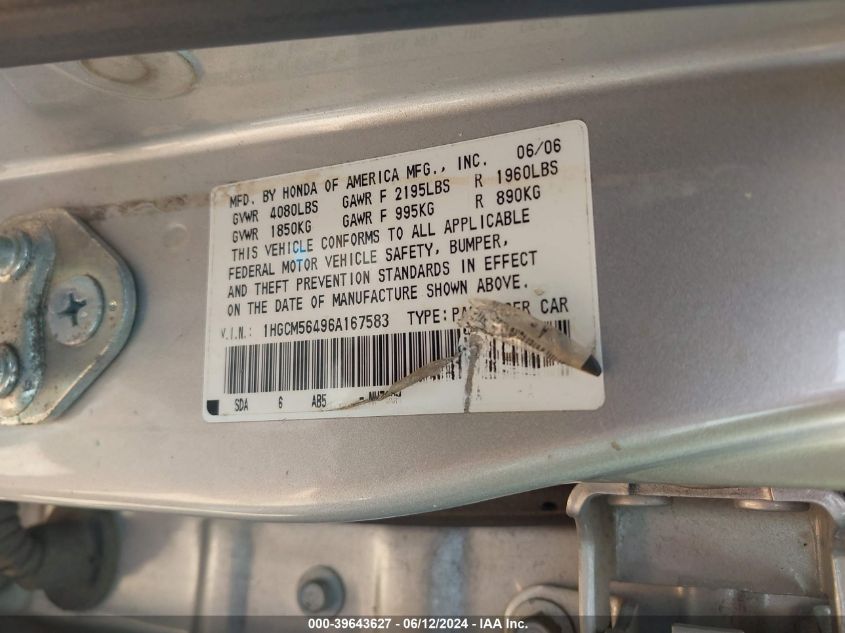 MFD. BY HONDA OF AMERICA MFG., INC. 06/06
GVWR 4080LBS GAWR F 2195LBS R 1960LBS
GVWR 1850KG GAWR F 995KG R 890KG
THIS VEHICLE CONFORMS TO ALL APPLICABLE
FEDERAL MOTOR VEHICLE SAFETY, BUMPER,
AND THEFT PREVENTION STANDARDS IN EFFECT
ON THE DATE OF MANUFACTURE SHOWN ABOVE.
V.I.N.: 1HGCM56496A167583 TYPE: CAR
SDA 6 AB5 - A
000-39643627 - 06/12/2024 - IAA Inc.